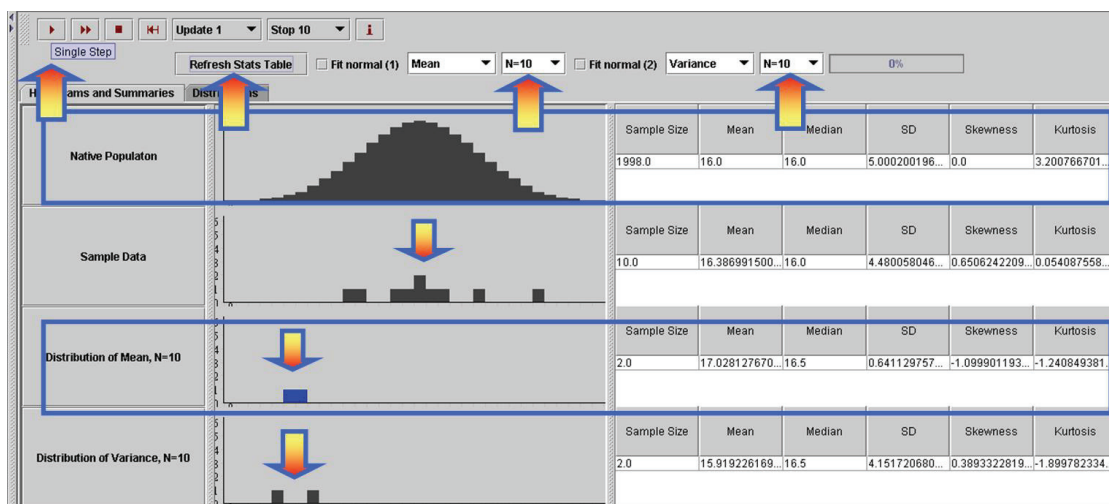 Update 1 Stop 10 i
Single Step
Refresh Stats Table Fit normal (1) Mean N=10 Fit normal (2) Variance N=10 0%
and Summaries
Sample Size Mean Median SD Skewness Kurtosis
Native Populaton
1998.0 16.0 16.0 5.000200196... 0.0 3.200766701...
Sample Size Mean Median SD Skewness Kurtosis
Sample Data
10.0 16.386991500... 16.0 4.480058046... 0.6506242209... 0.054087558...
Sample Size Mean Median SD Skewness Kurtosis
Distribution of Mean, N=10
2.0 17.028127670... 16.5 0.641129757... -1.099901193... -1.240849381...
Sample Size Mean Median SD Skewness Kurtosis
Distribution of Variance, N=10
2.0 15.919226169... 16.5 4.151720680... 0.3893322819... -1.899782334...